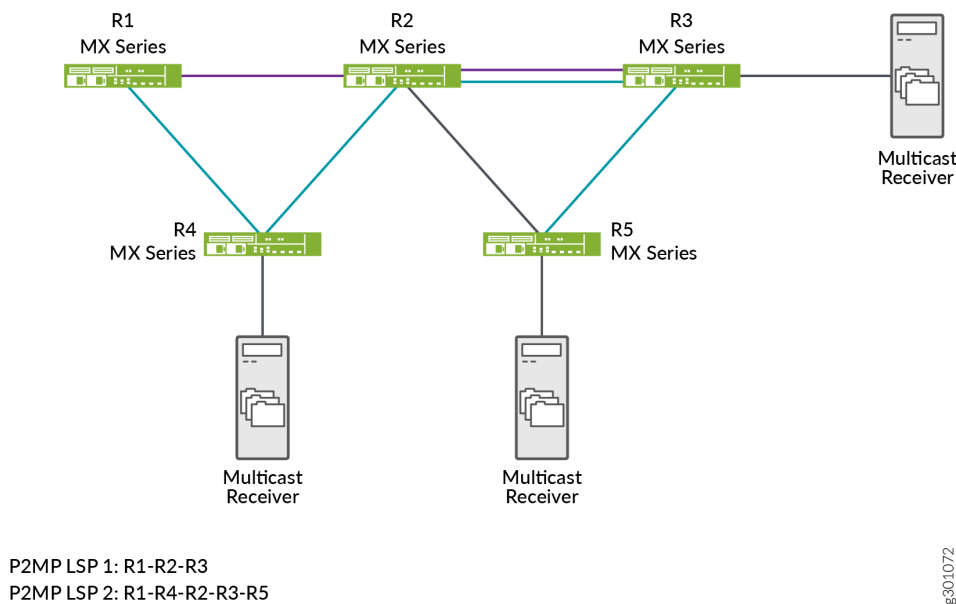 R1
MX Series
R2
MX Series
R3
MX Series
Multicast
Receiver
R4
MX Series
R5
MX Series
Multicast
Receiver
Multicast
Receiver
P2MP LSP 1: R1-R2-R3
P2MP LSP 2: R1-R4-R2-R3-R5
g301072